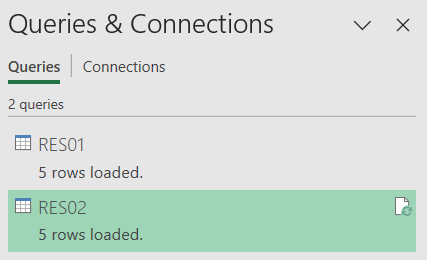 Queries & Connections
Queries Connections
2 queries
RES01
5 rows loaded.
RES02
5 rows loaded.